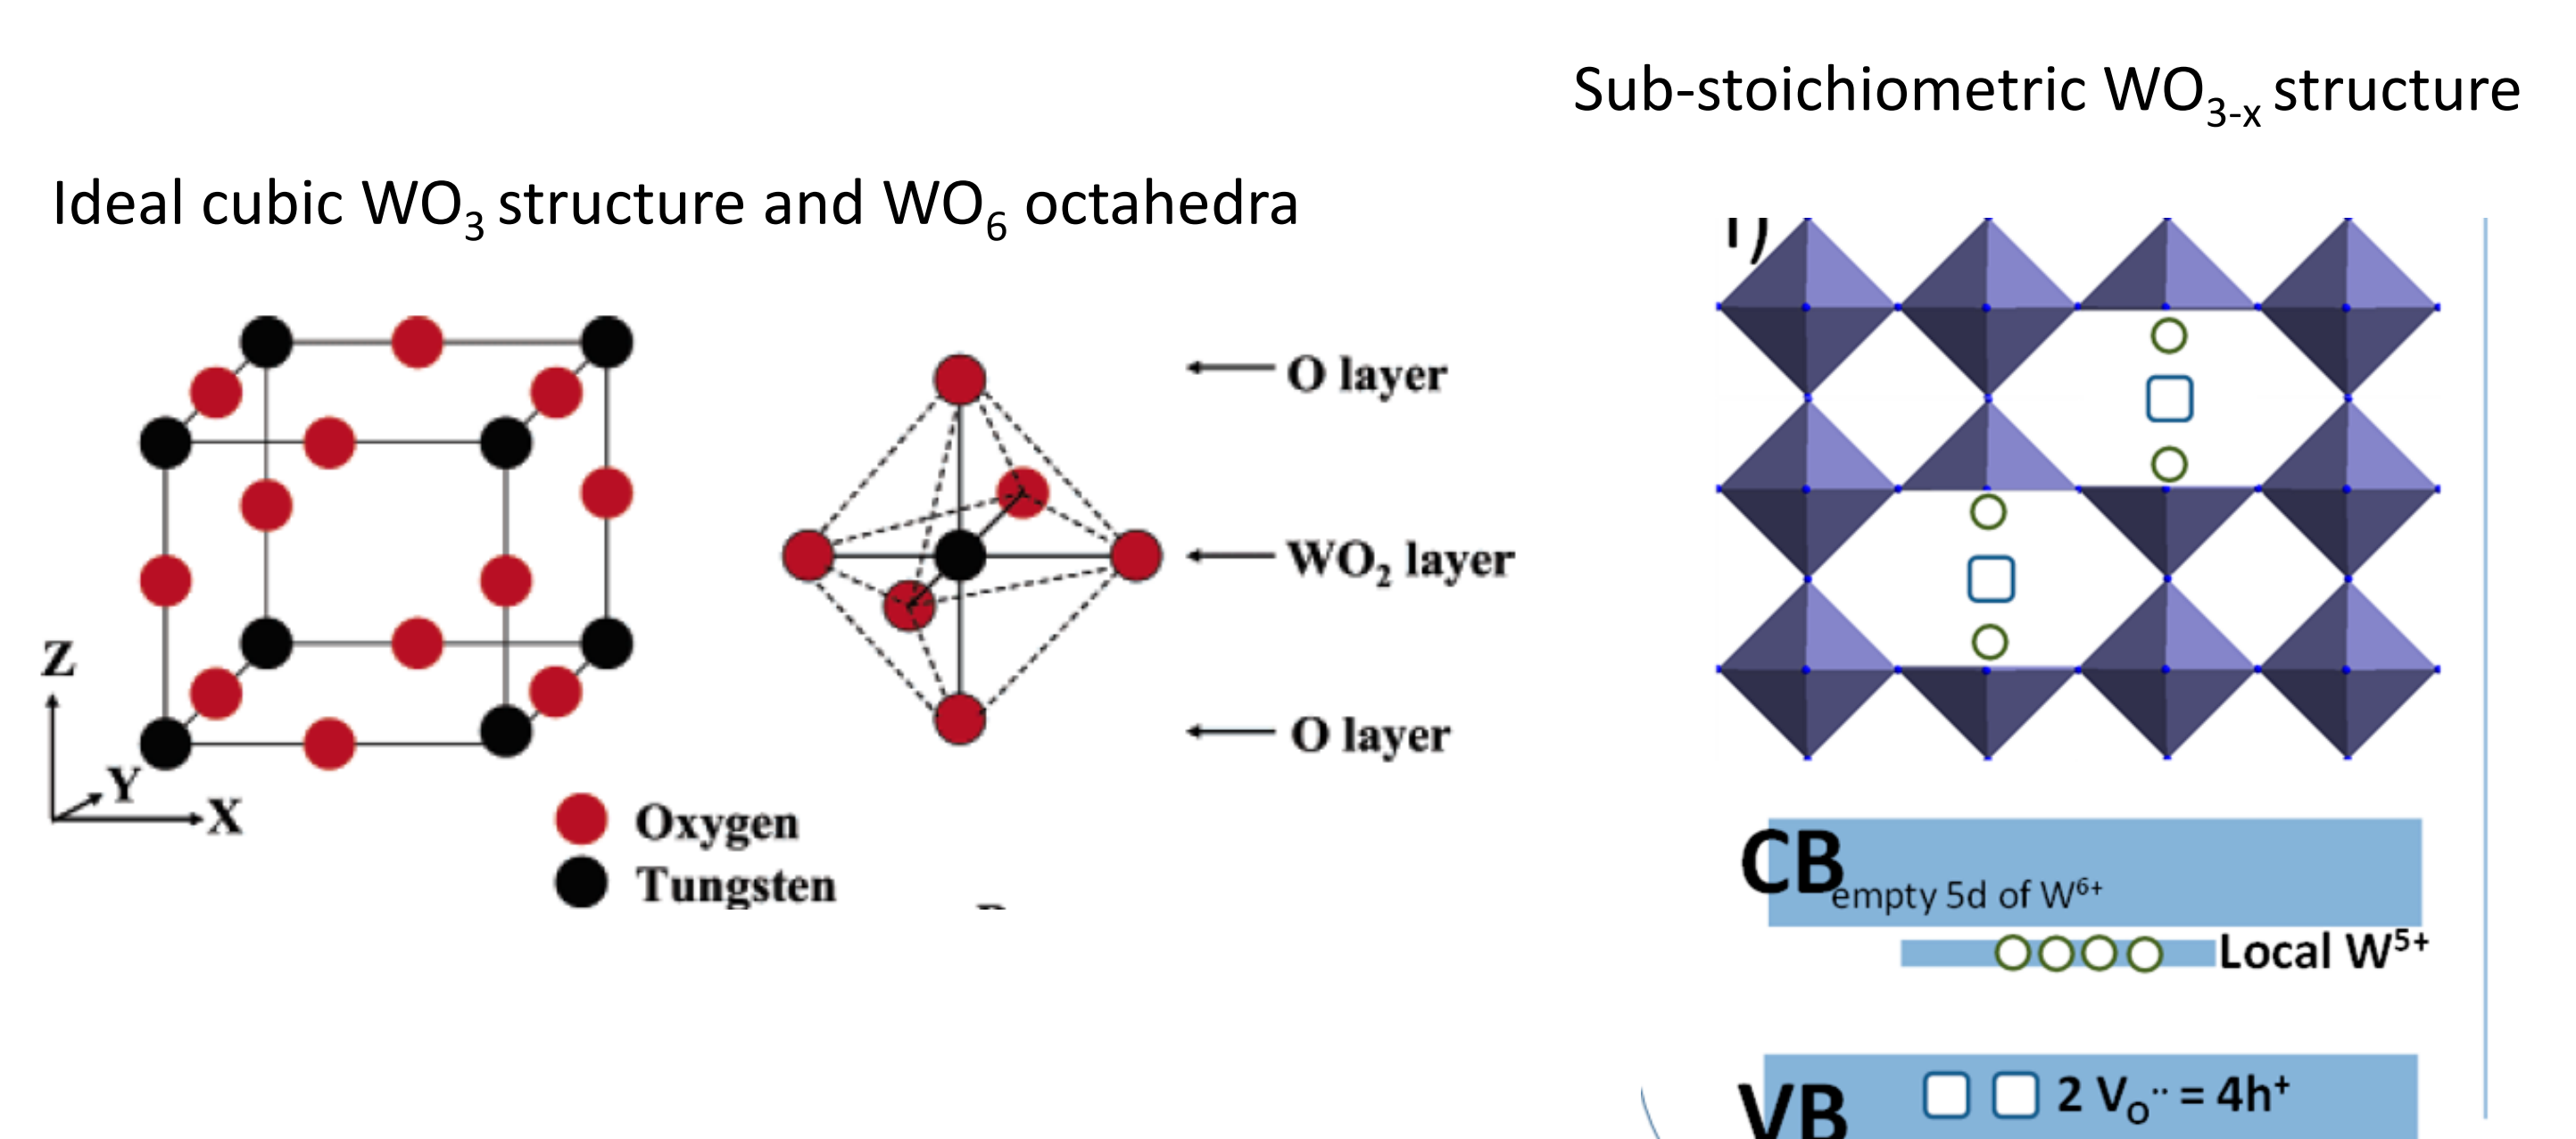 Sub-stoichiometric WO₃₋ₓ structure
Ideal cubic WO₃ structure and WO₆ octahedra
O layer
WO₂ layer
O layer
Z
Y
X
Oxygen
Tungsten
CB
empty 5d of W⁶⁺
Local W⁵⁺
VB
2 V_O·· = 4h⁺